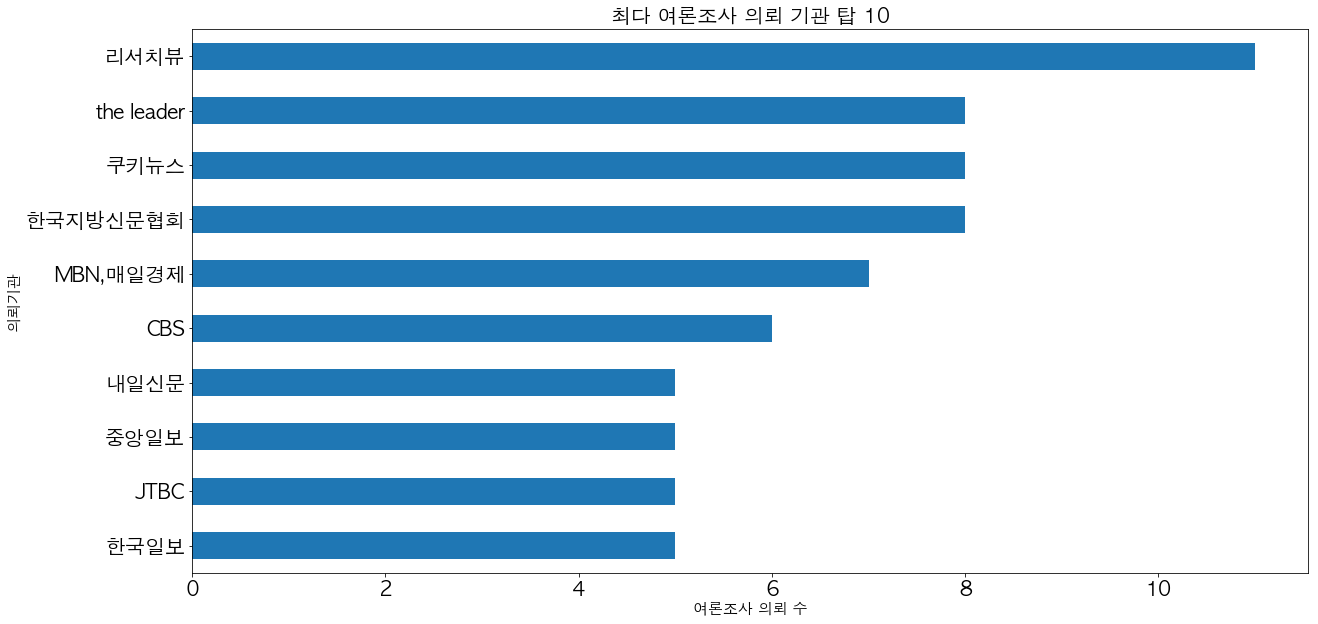 최다 여론조사 의뢰 기관 탑 10
리서치뷰
the leader
쿠키뉴스
한국지방신문협회
MBN,매일경제
CBS
내일신문
중앙일보
JTBC
한국일보
의뢰기관
0 2 4 6 8 10
여론조사 의뢰 수